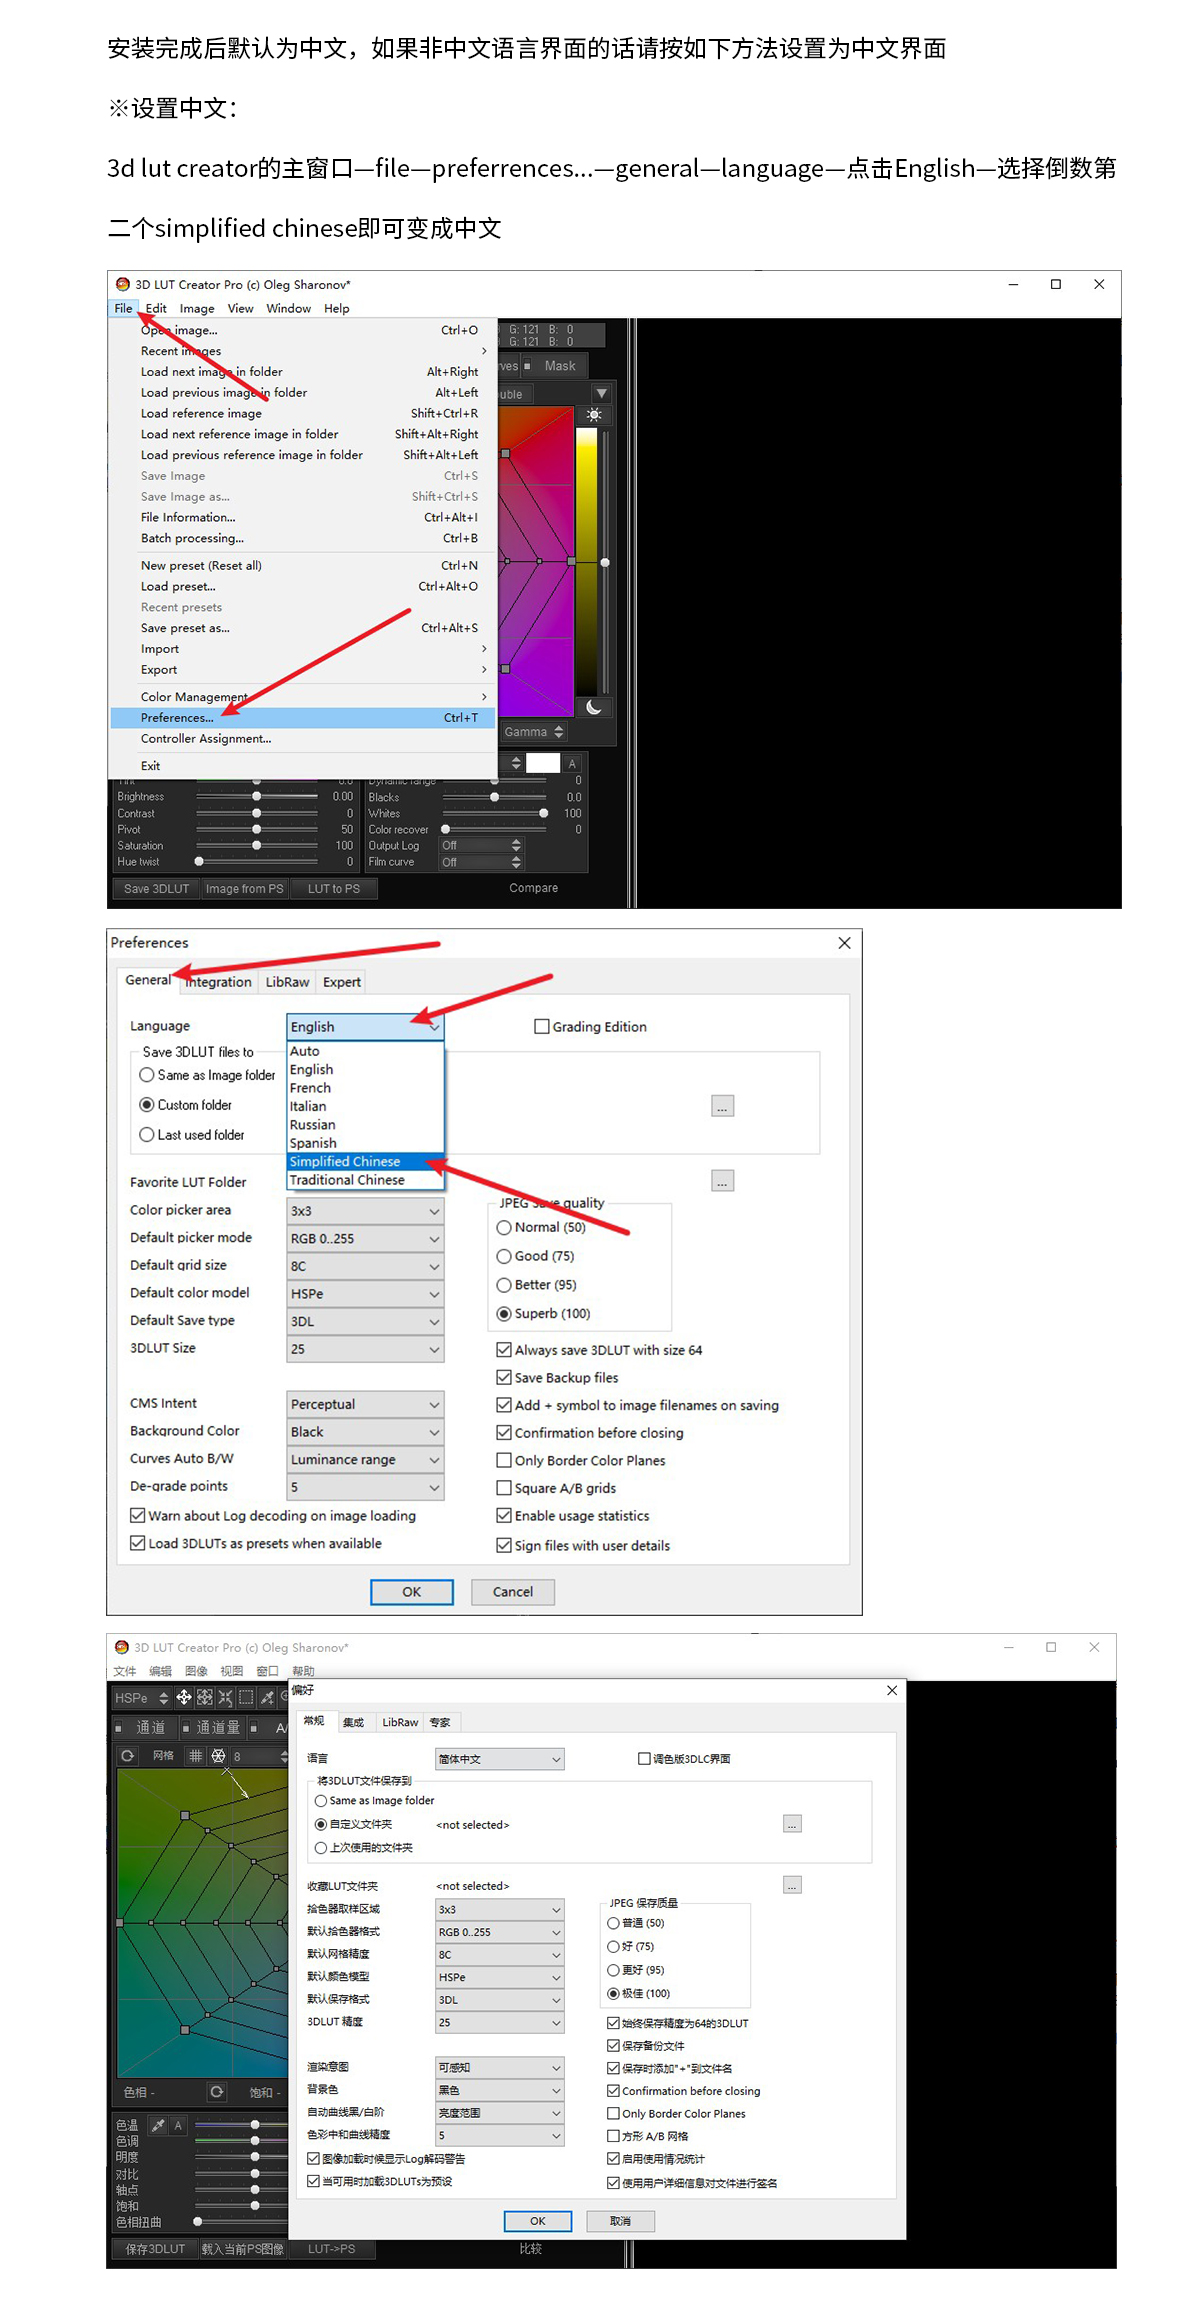 安装完成后默认为中文，如果非中文语言界面的话请按如下方法设置为中文界面
※设置中文：
3d lut creator的主窗口—file—preferrences...—general—language—点击English—选择倒数第
二个simplified chinese即可变成中文
3D LUT Creator Pro (c) Oleg Sharonov*
File Edit Image View Window Help
Open image... Ctrl+O
Recent images
Load next image in folder Alt+Right
Load previous image in folder Alt+Left
Load reference image Shift+Ctrl+R
Load next reference image in folder Shift+Alt+Right
Load previous reference image in folder Shift+Alt+Left
Save Image Ctrl+S
Save Image as... Shift+Ctrl+S
File Information... Ctrl+Alt+I
Batch processing... Ctrl+B
New preset (Reset all) Ctrl+N
Load preset... Ctrl+Alt+O
Recent presets
Save preset as... Ctrl+Alt+S
Import
Export
Color Management
Preferences... Ctrl+T
Controller Assignment...
Exit
G: 121 B: 0
G: 121 B: 0
Mask
Gamma
A
Dynamic range 0
Brightness 0.00 Blacks 0.0
Contrast 0 Whites 100
Pivot 50 Color recover 0
Saturation 100 Output Log Off
Hue twist 0 Film curve Off
Save 3DLUT Image from PS LUT to PS Compare
Preferences
General Integration LibRaw Expert
Language English Grading Edition
Auto
English
French
Italian
Russian
Spanish
Simplified Chinese
Traditional Chinese
Save 3DLUT files to
Same as Image folder
Custom folder ...
Last used folder
Favorite LUT Folder ...
Color picker area 3x3
Default picker mode RGB 0..255
Default grid size 8C
Default color model HSPe
Default Save type 3DL
3DLUT Size 25
CMS Intent Perceptual
Background Color Black
Curves Auto B/W Luminance range
De-grade points 5
Warn about Log decoding on image loading
Load 3DLUTs as presets when available
JPEG Save quality
Normal (50)
Good (75)
Better (95)
Superb (100)
Always save 3DLUT with size 64
Save Backup files
Add + symbol to image filenames on saving
Confirmation before closing
Only Border Color Planes
Square A/B grids
Enable usage statistics
Sign files with user details
OK Cancel
3D LUT Creator Pro (c) Oleg Sharonov*
文件 编辑 图像 视图 窗口 帮助
HSPe
通道 通道量 A/
网格 8
色相 - 饱和 -
色温 A
色调
明度
对比
轴点
饱和
色相扭曲
保存3DLUT 载入当前PS图像 LUT->PS 比较
偏好
常规 集成 LibRaw 专家
语言 简体中文 调色版3DLC界面
将3DLUT文件保存到
Same as Image folder
自定义文件夹 <not selected> ...
上次使用的文件夹
收藏LUT文件夹 <not selected> ...
拾色器取样区域 3x3
默认拾色器格式 RGB 0..255
默认网格精度 8C
默认颜色模型 HSPe
默认保存格式 3DL
3DLUT 精度 25
渲染意图 可感知
背景色 黑色
自动曲线黑/白阶 亮度范围
色彩中和曲线精度 5
图像加载时候显示Log解码警告
当可用时加载3DLUTs为预设
JPEG 保存质量
普通 (50)
好 (75)
更好 (95)
极佳 (100)
始终保存精度为64的3DLUT
保存备份文件
保存时添加"+"到文件名
Confirmation before closing
Only Border Color Planes
方形 A/B 网格
启用使用情况统计
使用用户详细信息对文件进行签名
OK 取消